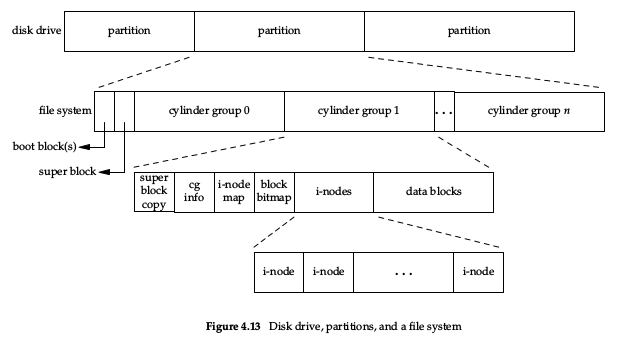 disk drive
partition
partition
partition
file system
cylinder group 0
cylinder group 1
...
cylinder group n
boot block(s)
super block
super
block
copy
cg
info
i-node
map
block
bitmap
i-nodes
data blocks
i-node
i-node
...
i-node
Figure 4.13 Disk drive, partitions, and a file system